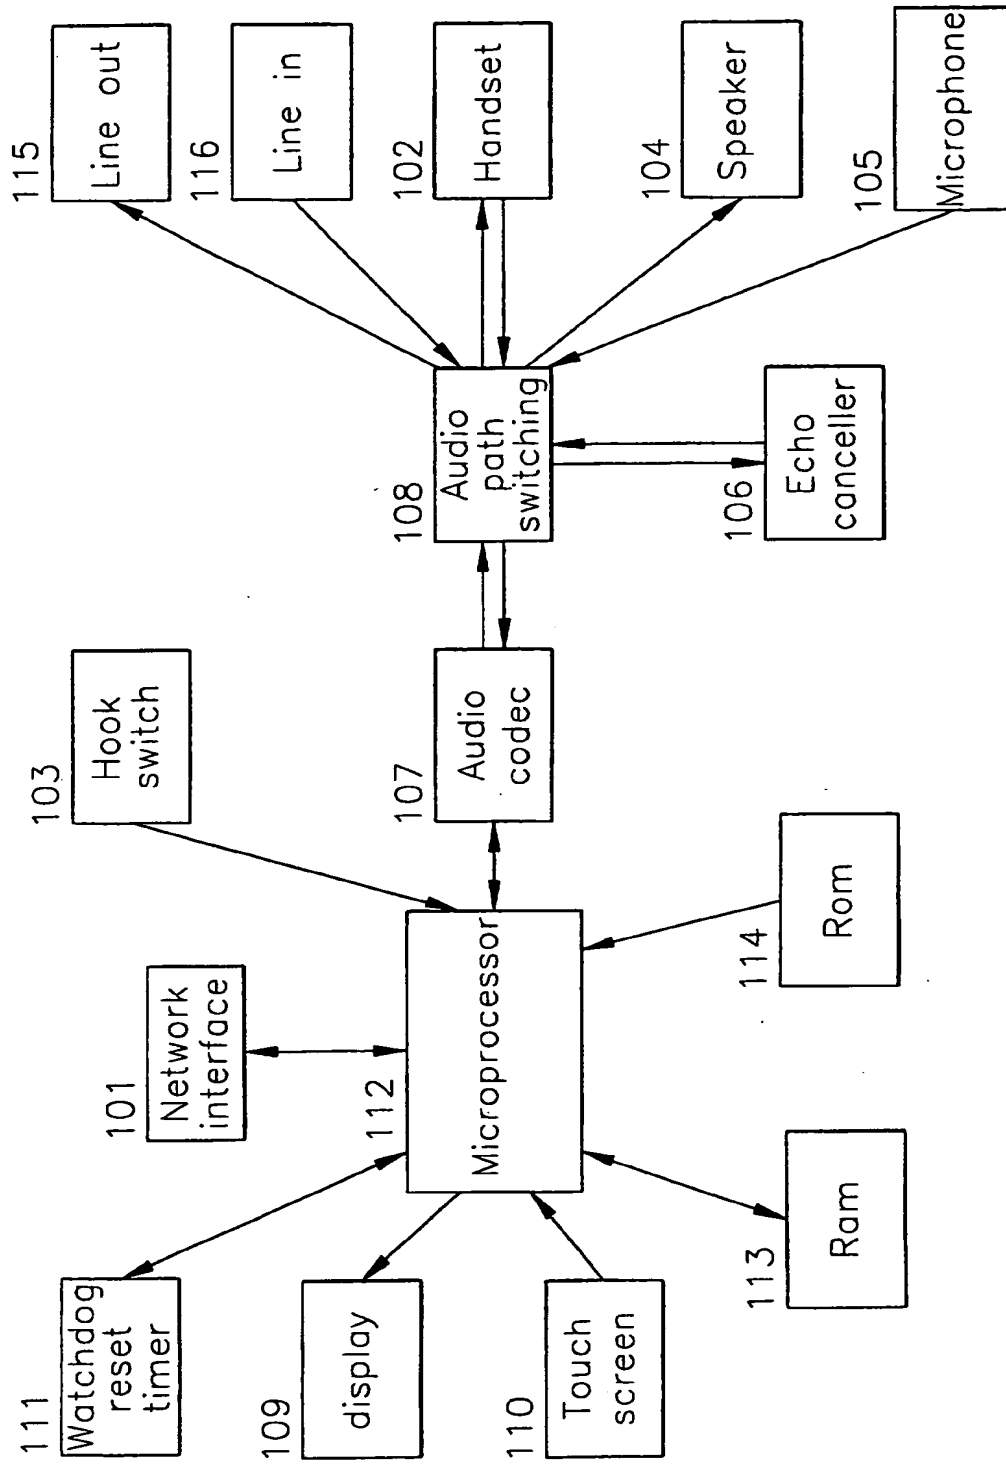 111
Watchdog
reset
timer
101
Network
interface
103
Hook
switch
115
Line out
116
Line in
109
display
112
Microprocessor
107
Audio
codec
108
Audio
path
switching
102
Handset
110
Touch
screen
104
Speaker
113
Ram
114
Rom
106
Echo
canceller
105
Microphone